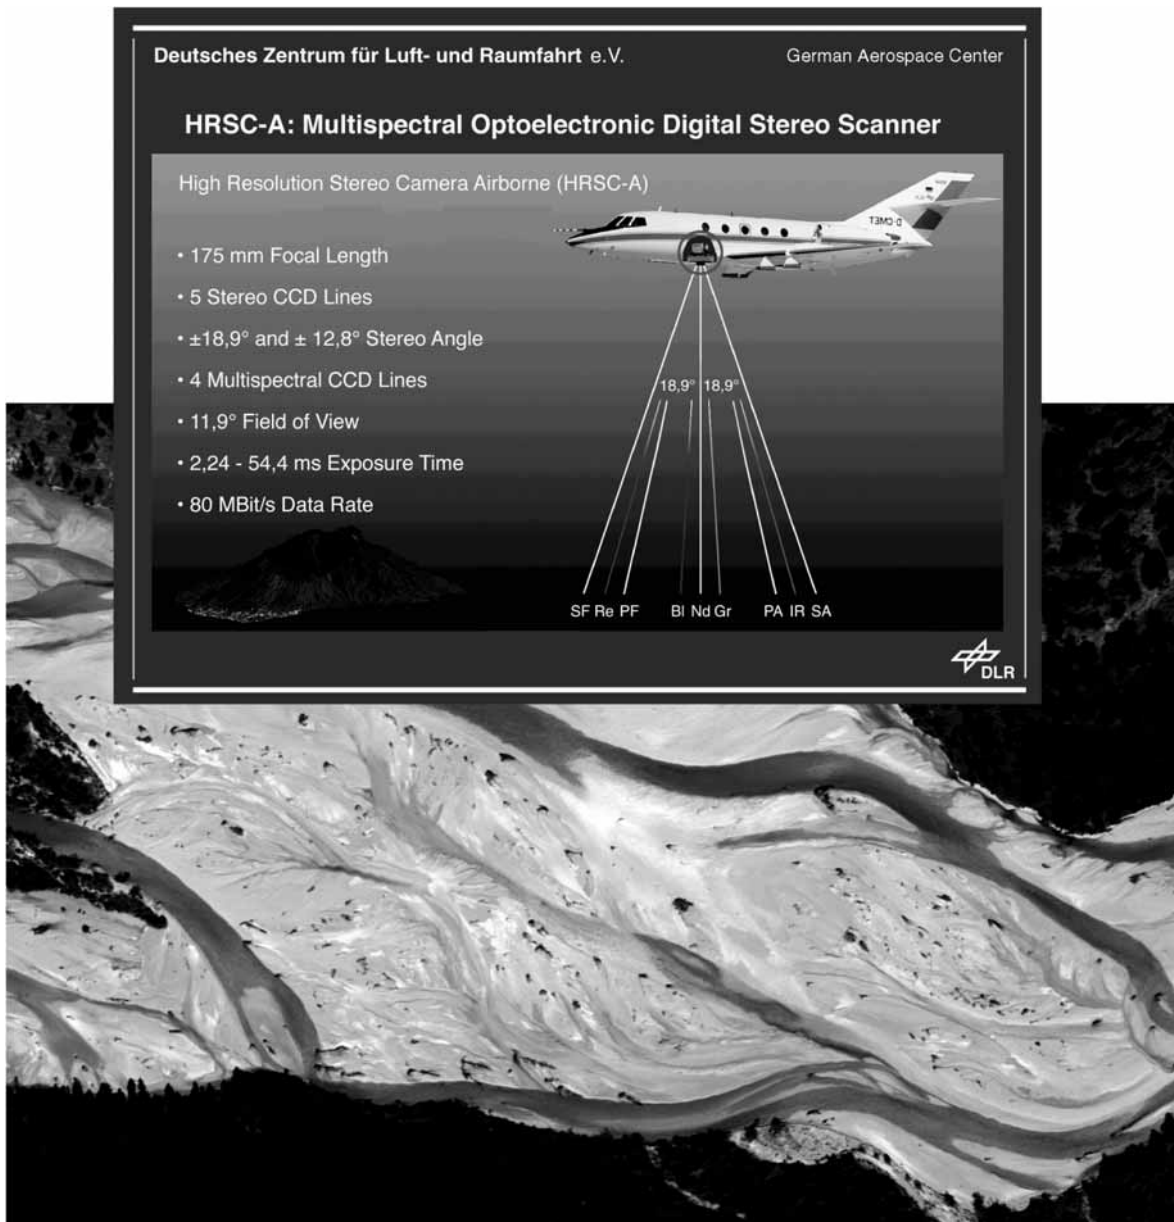 Deutsches Zentrum für Luft- und Raumfahrt e.V.
German Aerospace Center
HRSC-A: Multispectral Optoelectronic Digital Stereo Scanner
High Resolution Stereo Camera Airborne (HRSC-A)
• 175 mm Focal Length
• 5 Stereo CCD Lines
• ±18,9° and ± 12,8° Stereo Angle
• 4 Multispectral CCD Lines
• 11,9° Field of View
• 2,24 - 54,4 ms Exposure Time
• 80 MBit/s Data Rate
D-CMET
18,9° 18,9°
SF Re PF Bl Nd Gr PA IR SA
DLR